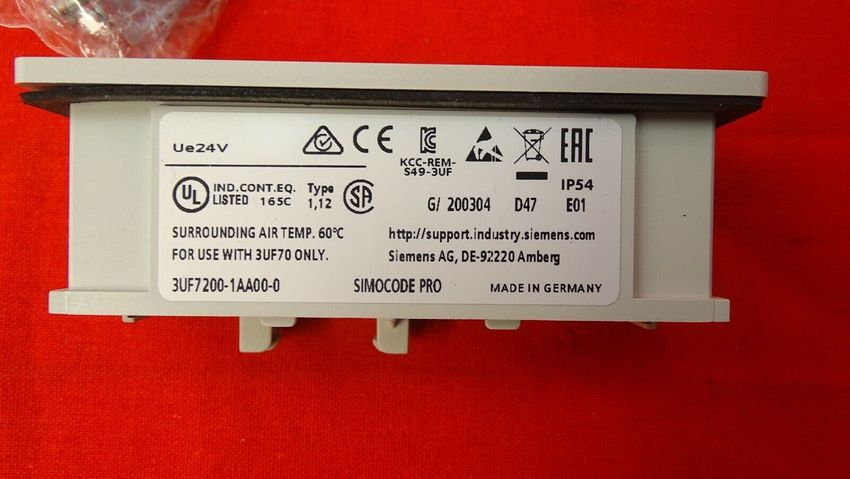 Ue24V
CE
EAC
KCC-REM-
S49-3UF
IP54
UL
IND.CONT.EQ.
LISTED 165C
Type
1,12
SA
G/ 200304 D47 E01
SURROUNDING AIR TEMP. 60°C
http://support.industry.siemens.com
FOR USE WITH 3UF70 ONLY.
Siemens AG, DE-92220 Amberg
3UF7200-1AA00-0 SIMOCODE PRO MADE IN GERMANY